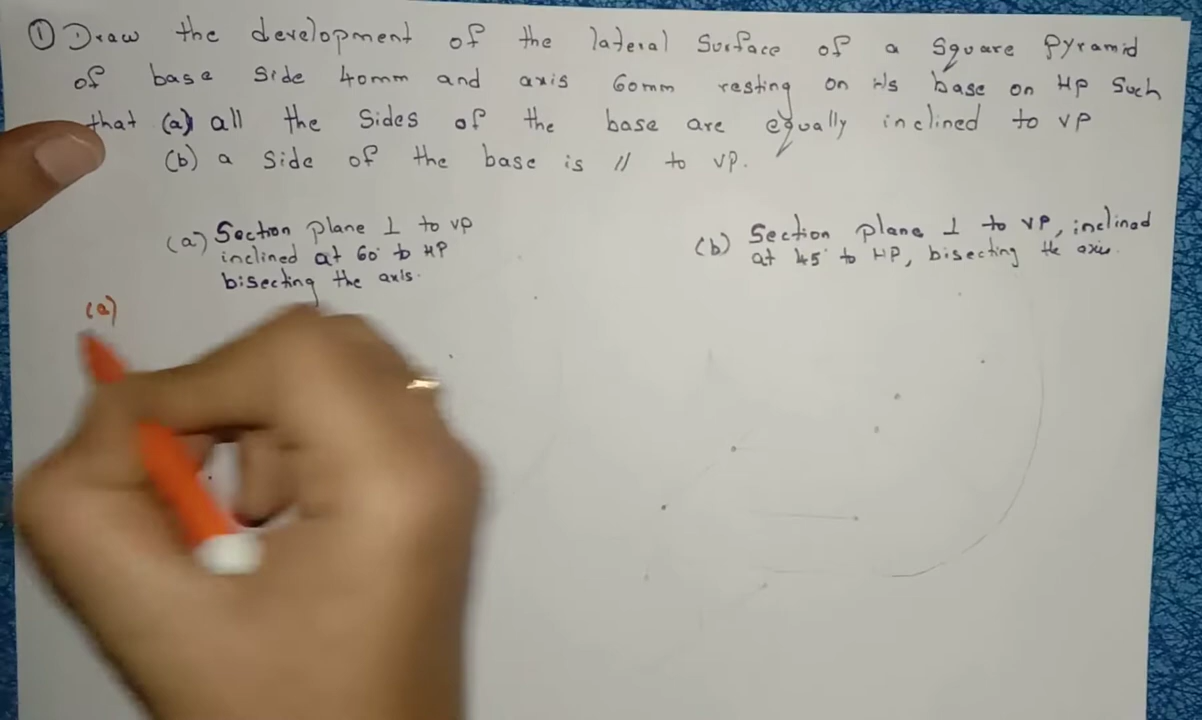 ① Draw the development of the lateral Surface of a Square Pyramid
of base Side 40mm and axis 60mm resting on its base on HP Such
that (a) all the Sides of the base are equally inclined to VP
(b) a Side of the base is // to VP.
(a) Section plane ⊥ to VP
inclined at 60° to HP
bisecting the axis.
(b) Section plane ⊥ to VP, inclined
at 45° to HP, bisecting the axis.
(a)